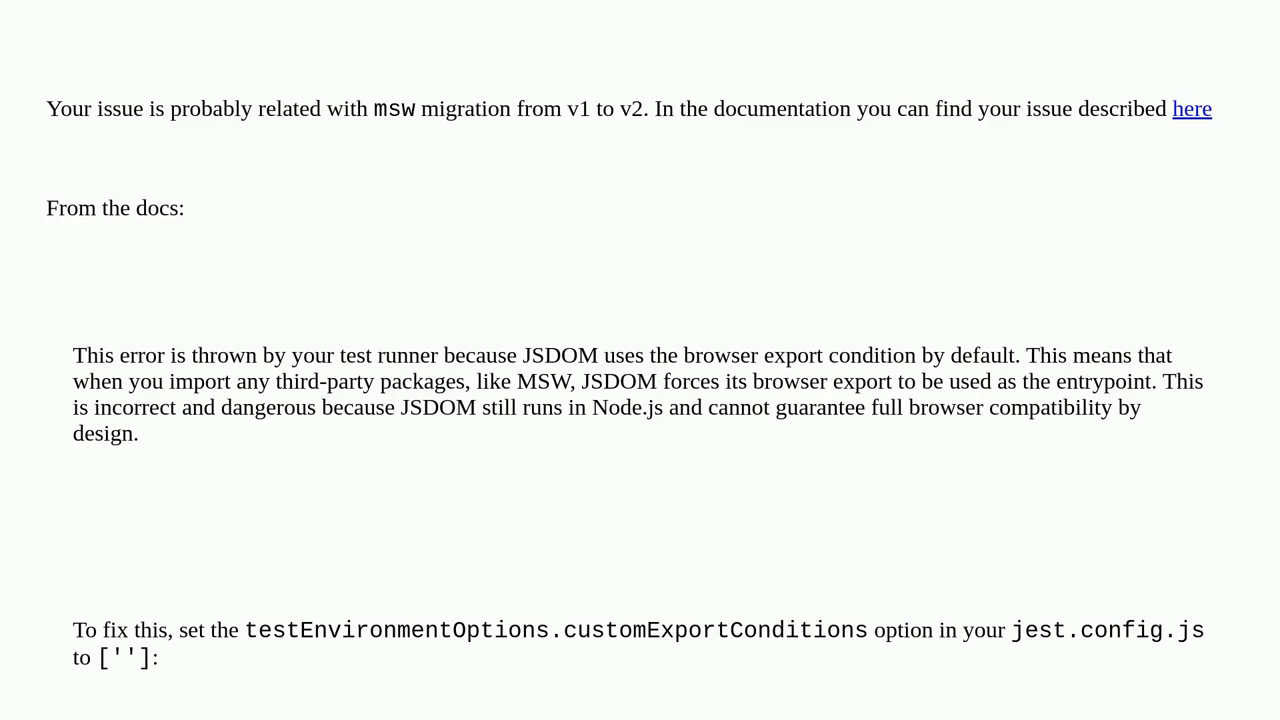 Your issue is probably related with msw migration from v1 to v2. In the documentation you can find your issue described here
From the docs:
This error is thrown by your test runner because JSDOM uses the browser export condition by default. This means that
when you import any third-party packages, like MSW, JSDOM forces its browser export to be used as the entrypoint. This
is incorrect and dangerous because JSDOM still runs in Node.js and cannot guarantee full browser compatibility by
design.
To fix this, set the testEnvironmentOptions.customExportConditions option in your jest.config.js
to ['']: